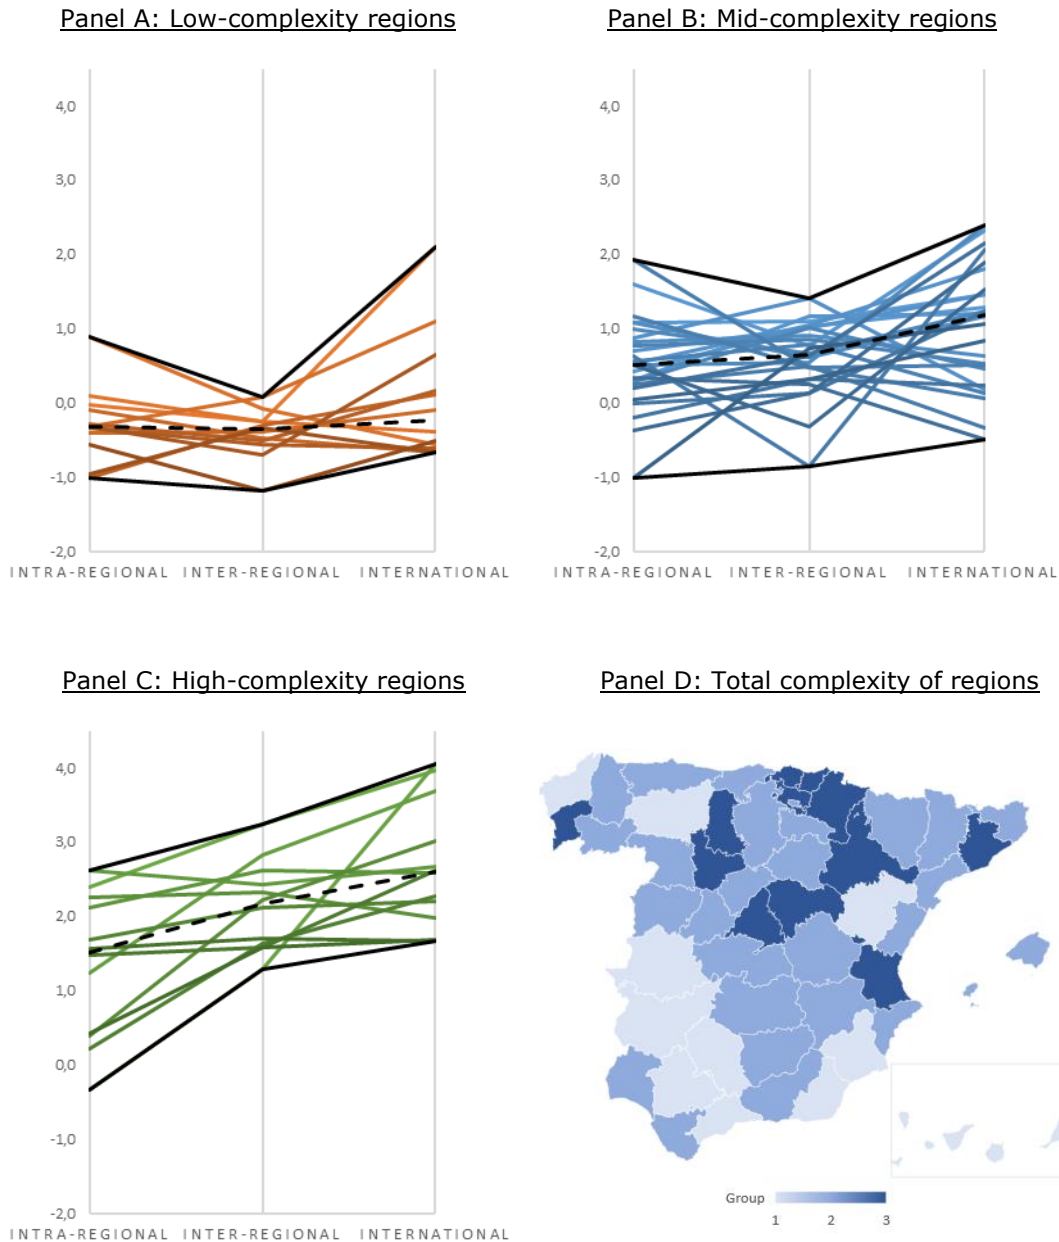 Panel A: Low-complexity regions
4,0
3,0
2,0
1,0
0,0
-1,0
-2,0
INTRA-REGIONAL INTER-REGIONAL INTERNATIONAL
Panel B: Mid-complexity regions
4,0
3,0
2,0
1,0
0,0
-1,0
-2,0
INTRA-REGIONAL INTER-REGIONAL INTERNATIONAL
Panel C: High-complexity regions
4,0
3,0
2,0
1,0
0,0
-1,0
-2,0
INTRA-REGIONAL INTER-REGIONAL INTERNATIONAL
Panel D: Total complexity of regions
Group
1 2 3